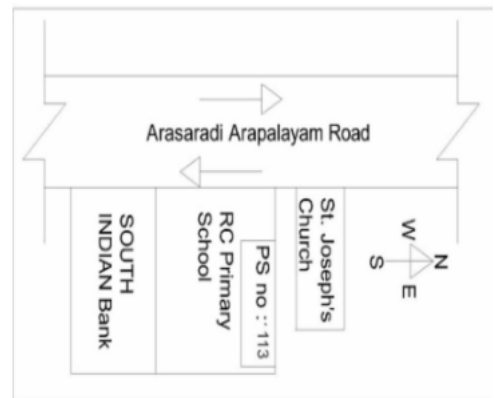 Arasaradi Arapalayam Road
SOUTH
INDIAN Bank
RC Primary
School
PS no : 113
St. Joseph's
Church
W
N
S
E